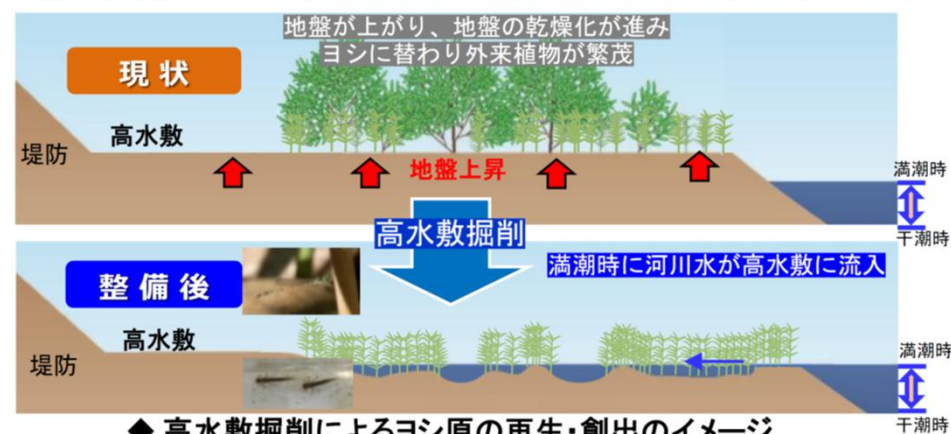 地盤が上がり、地盤の乾燥化が進み
ヨシに替わり外来植物が繁茂
現状
高水敷
堤防
地盤上昇
満潮時
干潮時
高水敷掘削
満潮時に河川水が高水敷に流入
整備後
高水敷
堤防
満潮時
干潮時
◆ 高水敷掘削によるヨシ原の再生・創出のイメージ